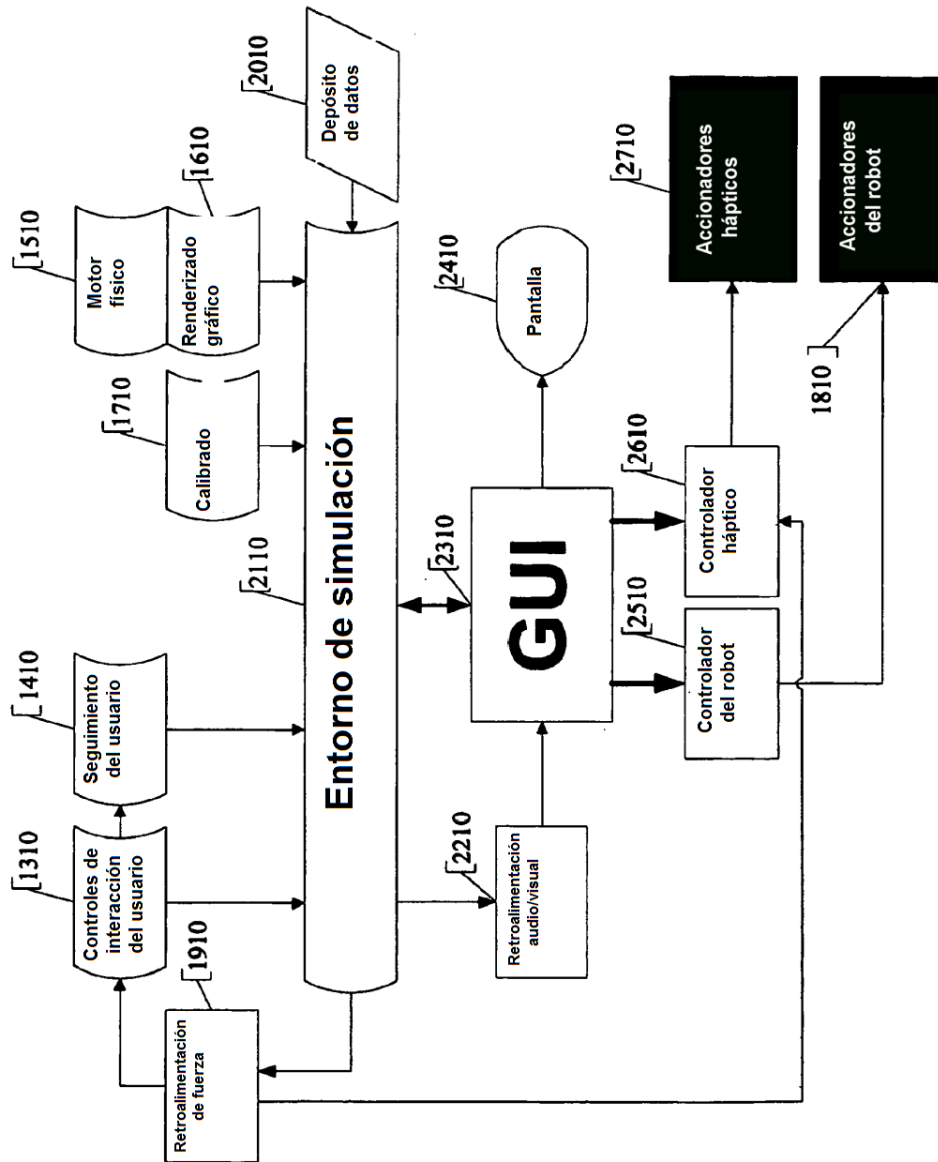 1510
Motor
físico
1610
Renderizado
gráfico
2010
Depósito
de datos
1710
Calibrado
1410
Seguimiento
del usuario
1310
Controles de
interacción
del usuario
1910
Retroalimentación
de fuerza
2110
Entorno de simulación
2210
Retroalimentación
audio/visual
2310
GUI
2410
Pantalla
2510
Controlador
del robot
2610
Controlador
háptico
2710
Accionadores
hápticos
1810
Accionadores
del robot